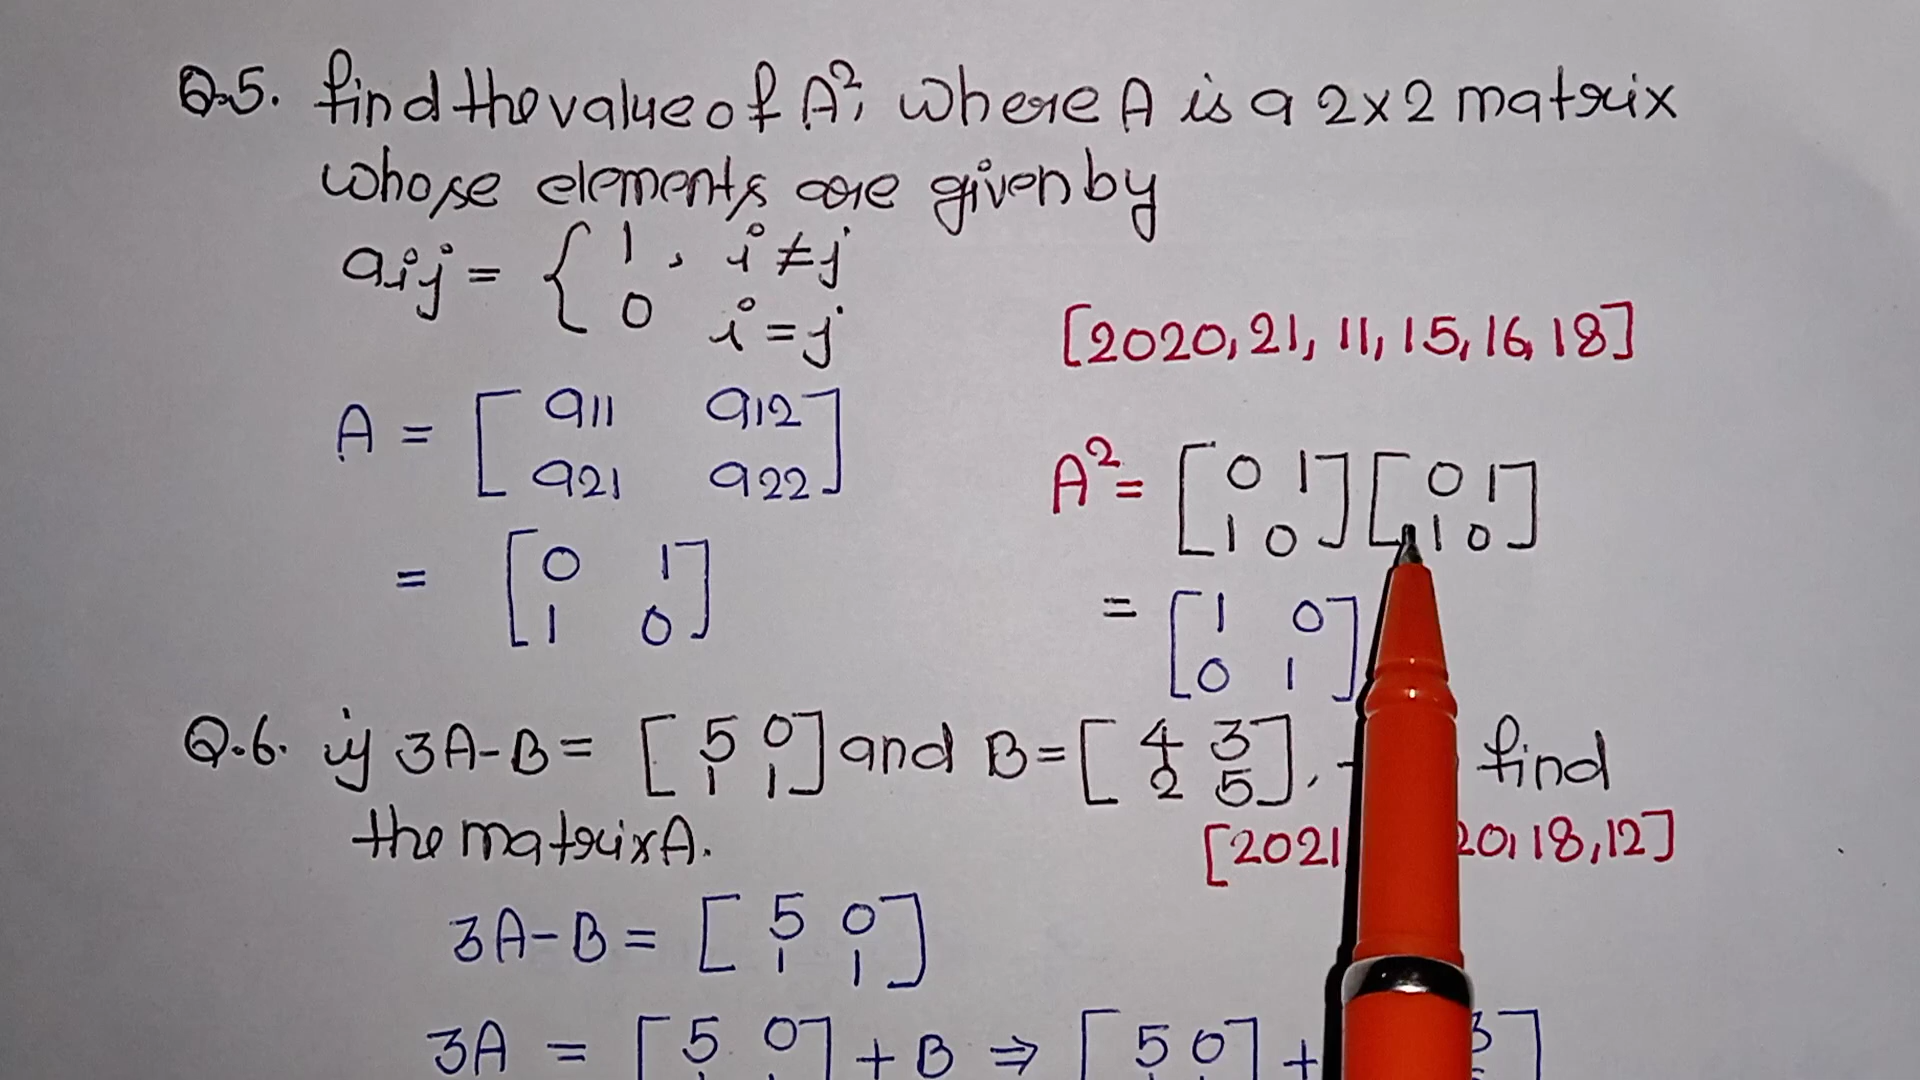 Q.5. find the value of A², where A is a 2x2 matrix
whose elements are given by
aij = { 1, i ≠ j
0 i = j
[2020, 21, 11, 15, 16, 18]
A = [ a11 a12
a21 a22 ]
= [ 0 1
1 0 ]
A² = [ 0 1 ] [ 0 1 ]
1 0 1 0
= [ 1 0
0 1 ]
Q.6. if 3A-B = [ 5 0 ] and B = [ 4 3 ], find
1 1 2 5
the matrix A.
[2021 20, 18, 12]
3A-B = [ 5 0
1 1 ]
3A = [ 5 0 ] + B ⇒ [ 5 0 ] + 3 ]